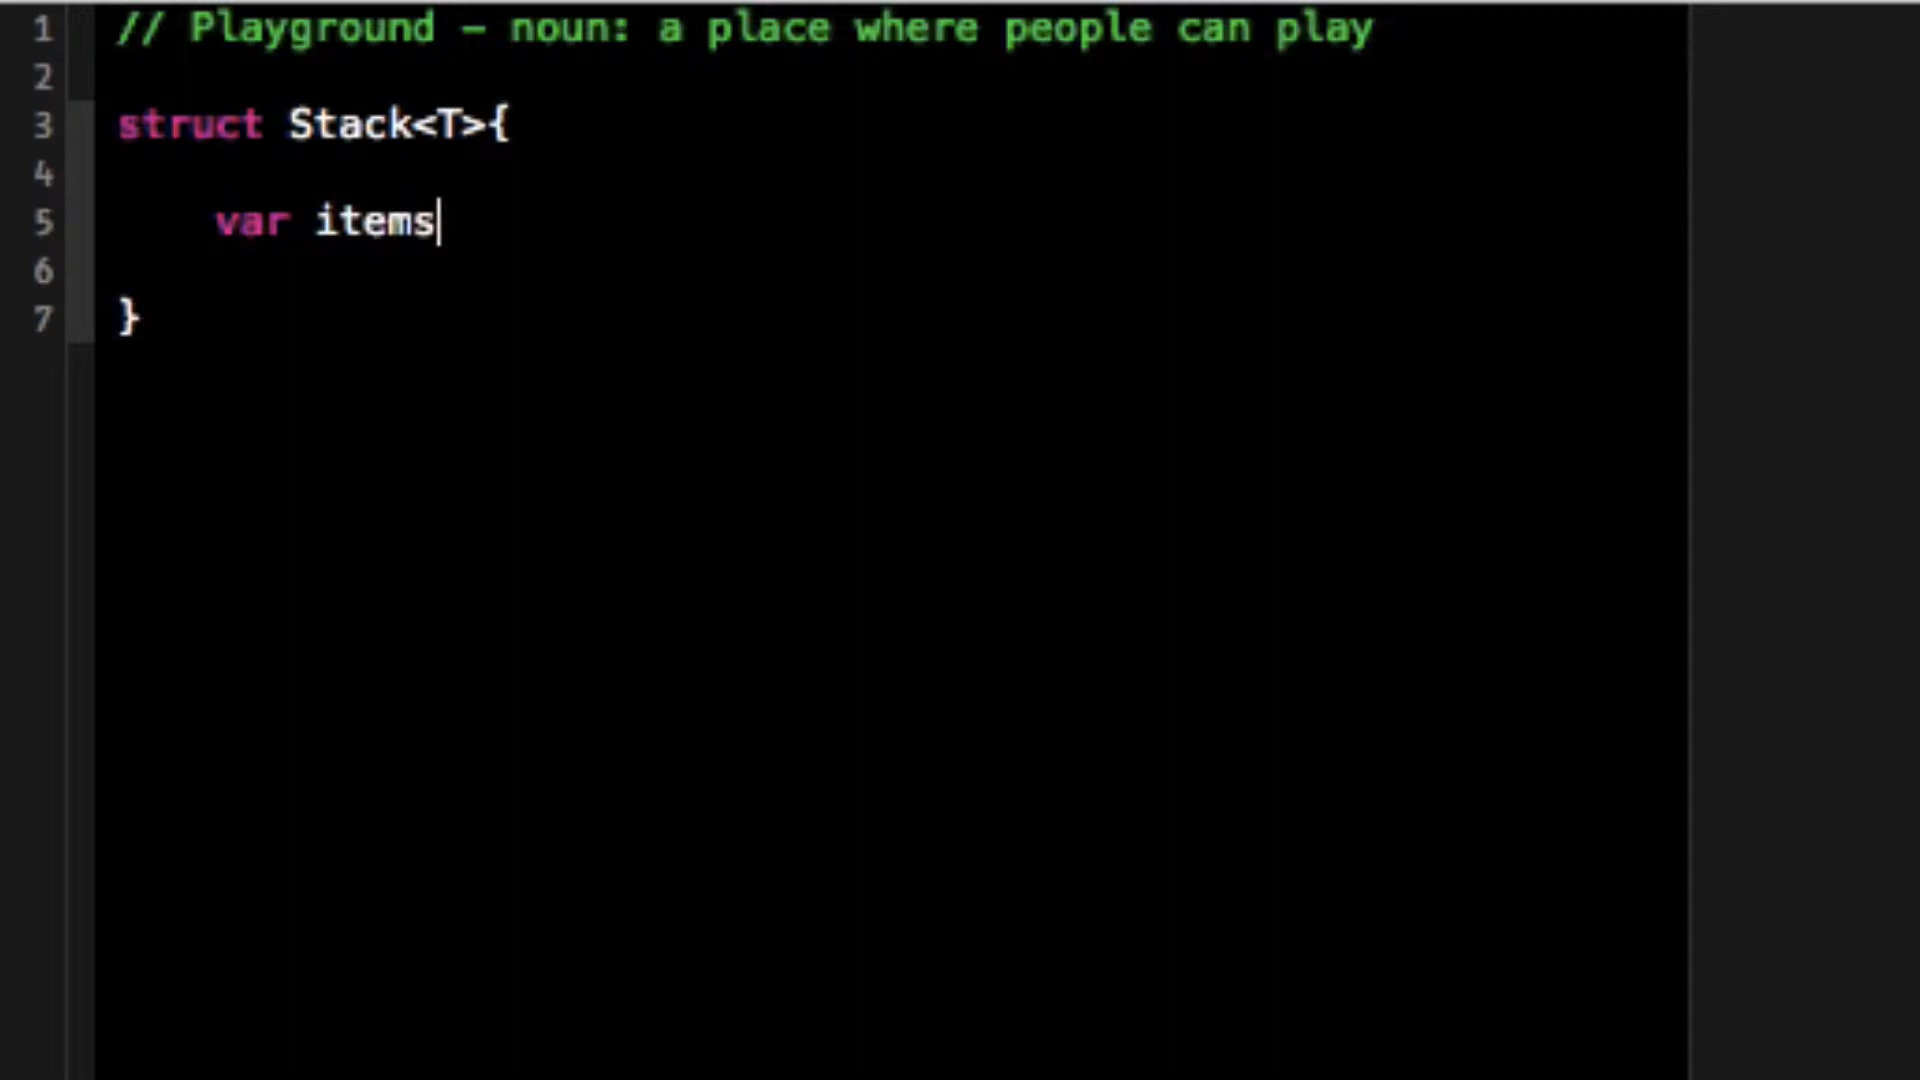 1 // Playground - noun: a place where people can play
2
3 struct Stack<T>{
4
5 var items
6
7 }